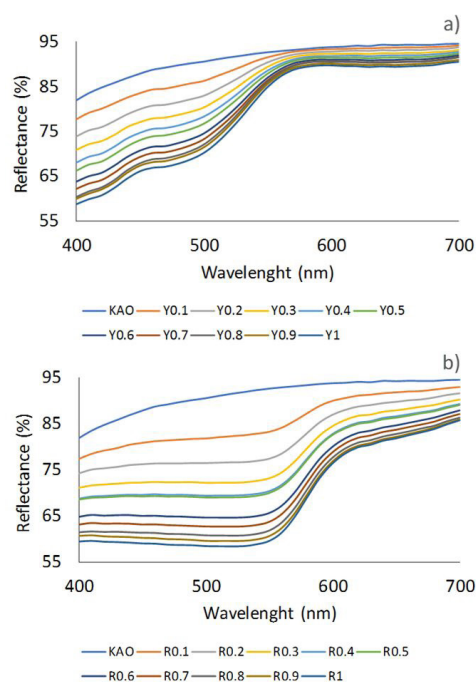 a)
95
85
75
65
55
Reflectance (%)
400 500 600 700
Wavelenght (nm)
KAO Y0.1 Y0.2 Y0.3 Y0.4 Y0.5
Y0.6 Y0.7 Y0.8 Y0.9 Y1
b)
95
85
75
65
55
Reflectance (%)
400 500 600 700
Wavelenght (nm)
KAO R0.1 R0.2 R0.3 R0.4 R0.5
R0.6 R0.7 R0.8 R0.9 R1